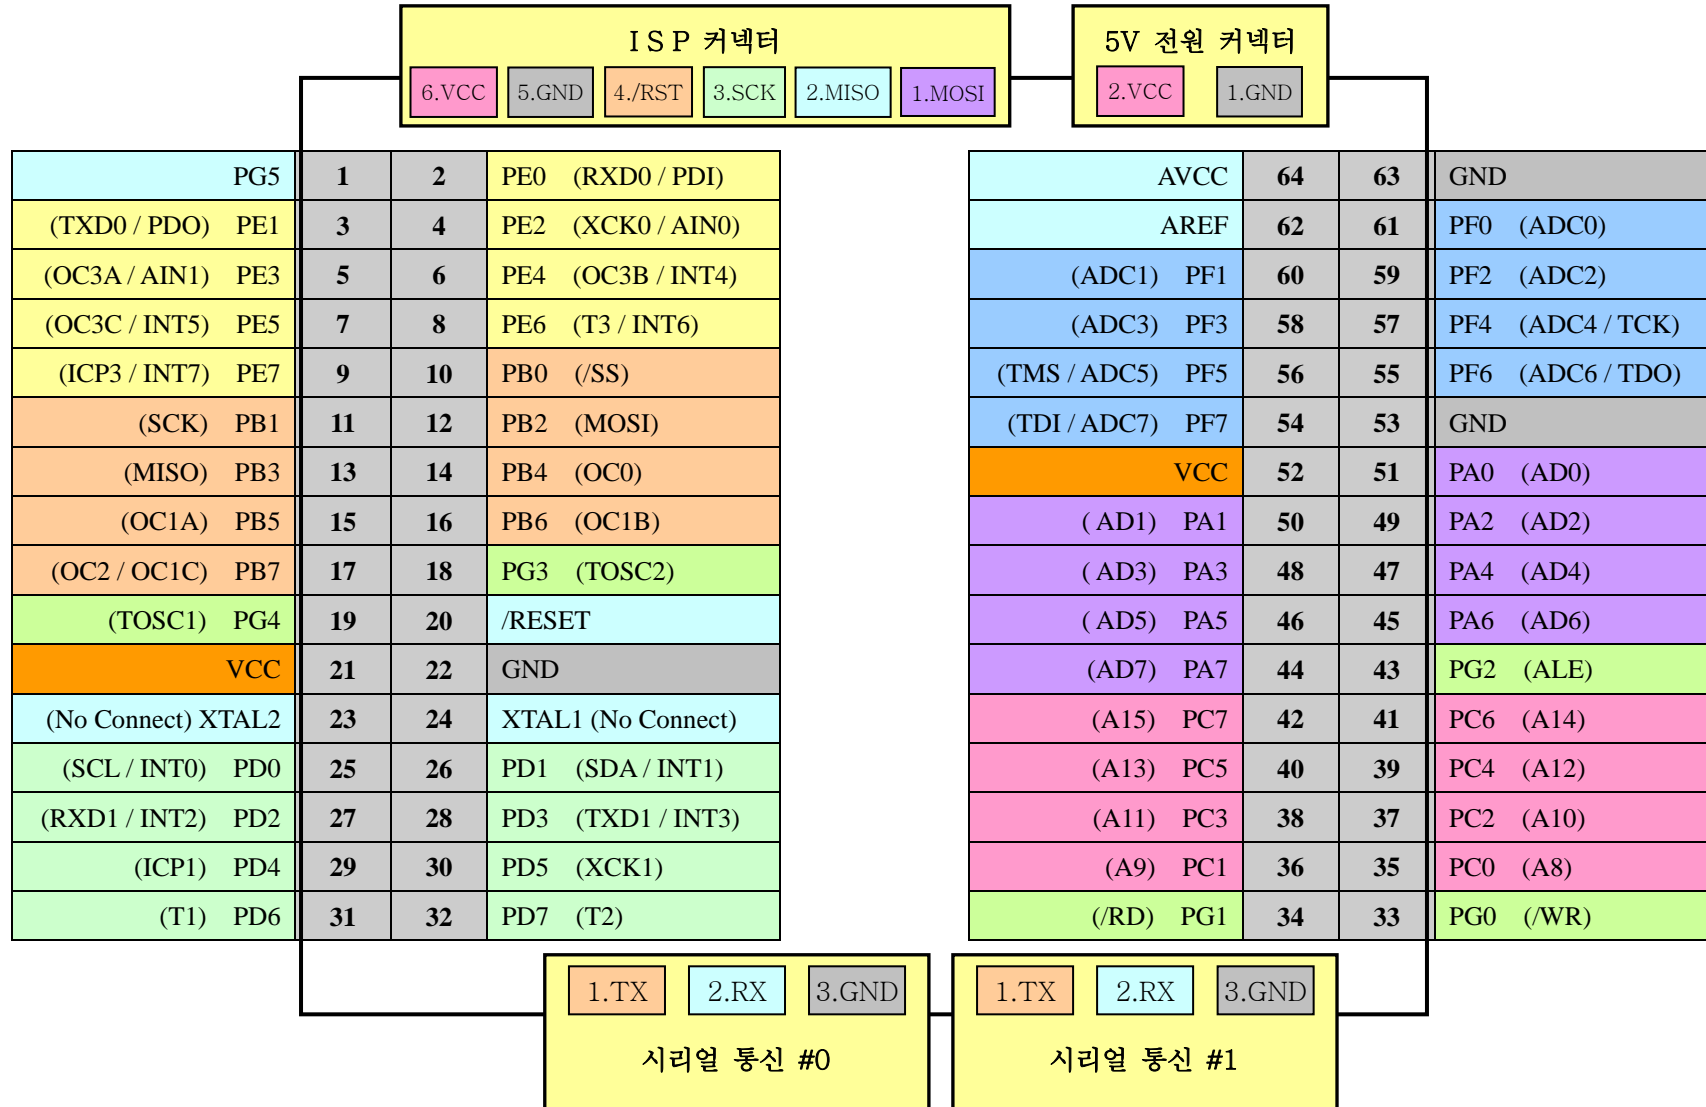 I S P 커넥터
6.VCC 5.GND 4./RST 3.SCK 2.MISO 1.MOSI
5V 전원 커넥터
2.VCC 1.GND
PG5 1 2 PE0 (RXD0 / PDI)
(TXD0 / PDO) PE1 3 4 PE2 (XCK0 / AIN0)
(OC3A / AIN1) PE3 5 6 PE4 (OC3B / INT4)
(OC3C / INT5) PE5 7 8 PE6 (T3 / INT6)
(ICP3 / INT7) PE7 9 10 PB0 (/SS)
(SCK) PB1 11 12 PB2 (MOSI)
(MISO) PB3 13 14 PB4 (OC0)
(OC1A) PB5 15 16 PB6 (OC1B)
(OC2 / OC1C) PB7 17 18 PG3 (TOSC2)
(TOSC1) PG4 19 20 /RESET
VCC 21 22 GND
(No Connect) XTAL2 23 24 XTAL1 (No Connect)
(SCL / INT0) PD0 25 26 PD1 (SDA / INT1)
(RXD1 / INT2) PD2 27 28 PD3 (TXD1 / INT3)
(ICP1) PD4 29 30 PD5 (XCK1)
(T1) PD6 31 32 PD7 (T2)
AVCC 64 63 GND
AREF 62 61 PF0 (ADC0)
(ADC1) PF1 60 59 PF2 (ADC2)
(ADC3) PF3 58 57 PF4 (ADC4 / TCK)
(TMS / ADC5) PF5 56 55 PF6 (ADC6 / TDO)
(TDI / ADC7) PF7 54 53 GND
VCC 52 51 PA0 (AD0)
( AD1) PA1 50 49 PA2 (AD2)
( AD3) PA3 48 47 PA4 (AD4)
( AD5) PA5 46 45 PA6 (AD6)
(AD7) PA7 44 43 PG2 (ALE)
(A15) PC7 42 41 PC6 (A14)
(A13) PC5 40 39 PC4 (A12)
(A11) PC3 38 37 PC2 (A10)
(A9) PC1 36 35 PC0 (A8)
(/RD) PG1 34 33 PG0 (/WR)
1.TX 2.RX 3.GND
시리얼 통신 #0
1.TX 2.RX 3.GND
시리얼 통신 #1